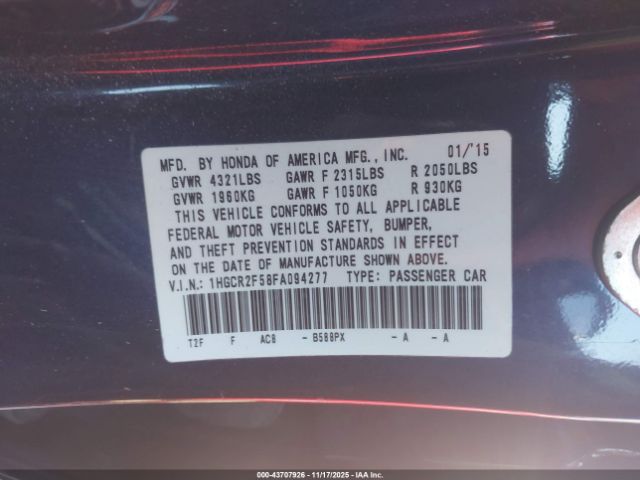 MFD. BY HONDA OF AMERICA MFG., INC. 01/'15
GVWR 4321LBS GAWR F 2315LBS R 2050LBS
GVWR 1960KG GAWR F 1050KG R 930KG
THIS VEHICLE CONFORMS TO ALL APPLICABLE
FEDERAL MOTOR VEHICLE SAFETY, BUMPER,
AND THEFT PREVENTION STANDARDS IN EFFECT
ON THE DATE OF MANUFACTURE SHOWN ABOVE.
V.I.N.: 1HGCR2F58FA094277 TYPE: PASSENGER CAR
T2F F AC8 - B588PX - A - A
000-43707926 - 11/17/2025 - IAA Inc.